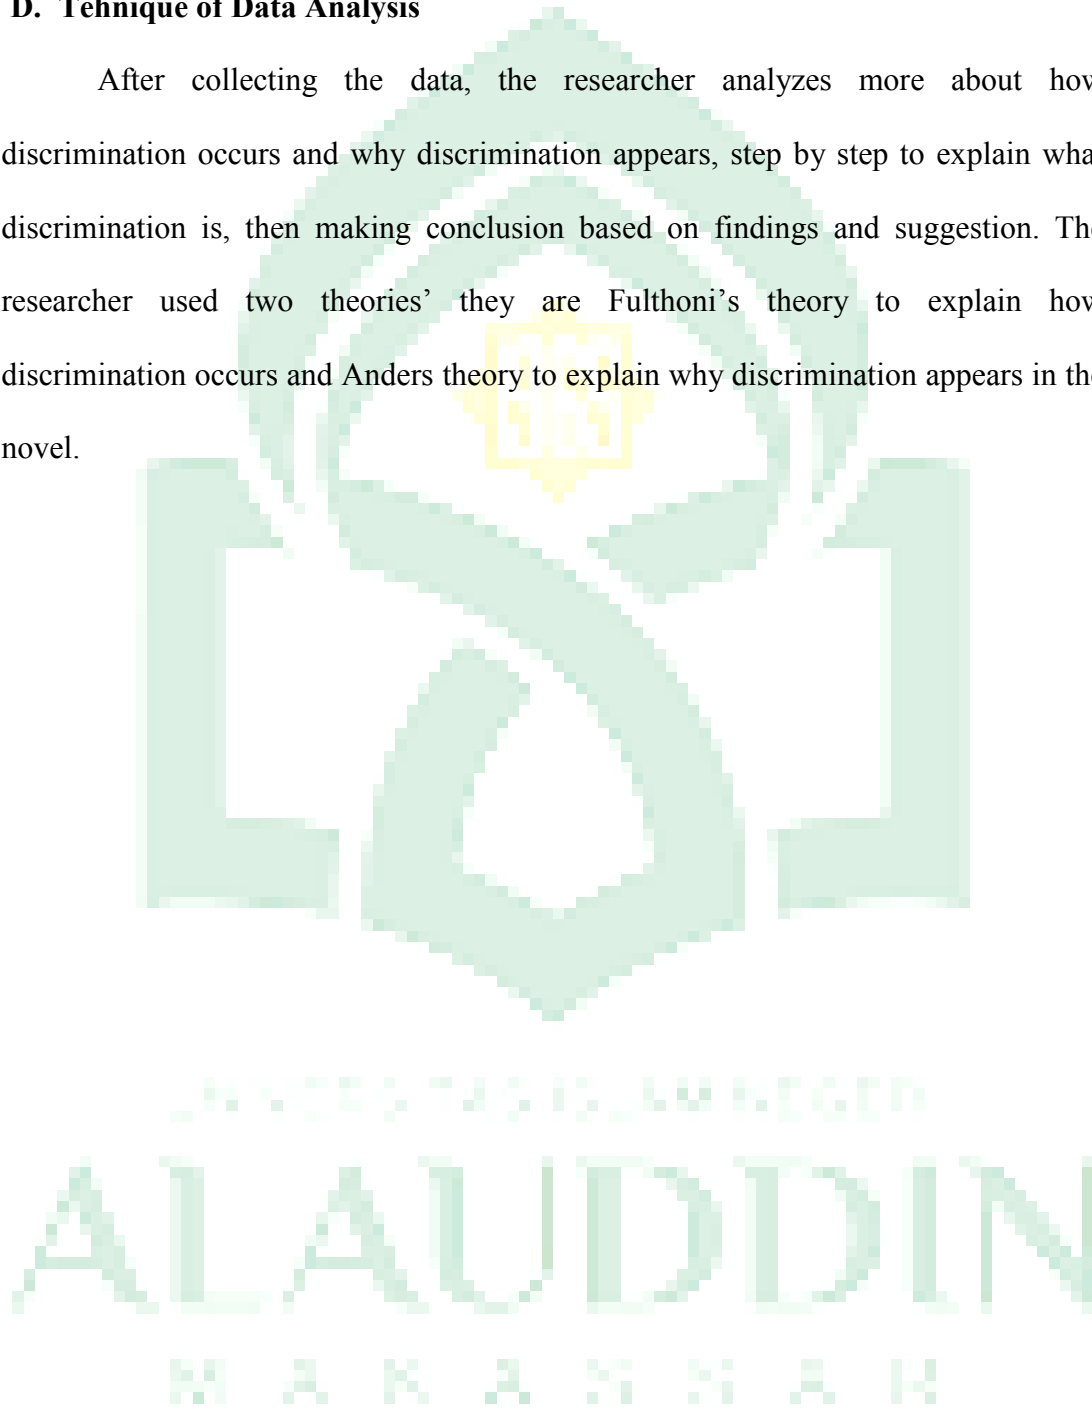 D. Tehnique of Data Analysis
After collecting the data, the researcher analyzes more about how
discrimination occurs and why discrimination appears, step by step to explain wha
discrimination is, then making conclusion based on findings and suggestion. Th
researcher used two theories’ they are Fulthoni’s theory to explain how
discrimination occurs and Anders theory to explain why discrimination appears in the
novel.
ALAUDDIN
M A K A S S A R